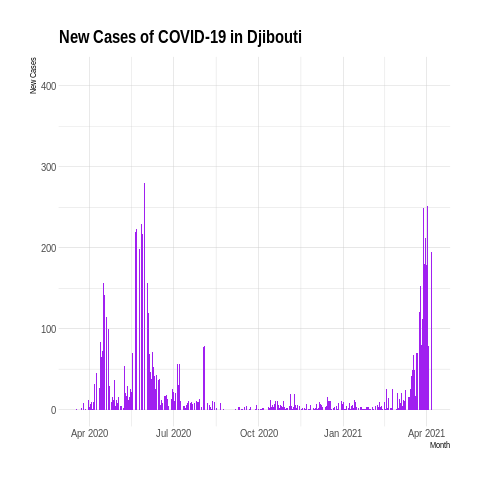 New Cases of COVID-19 in Djibouti
New Cases
400
300
200
100
0
Apr 2020
Jul 2020
Oct 2020
Jan 2021
Apr 2021
Month